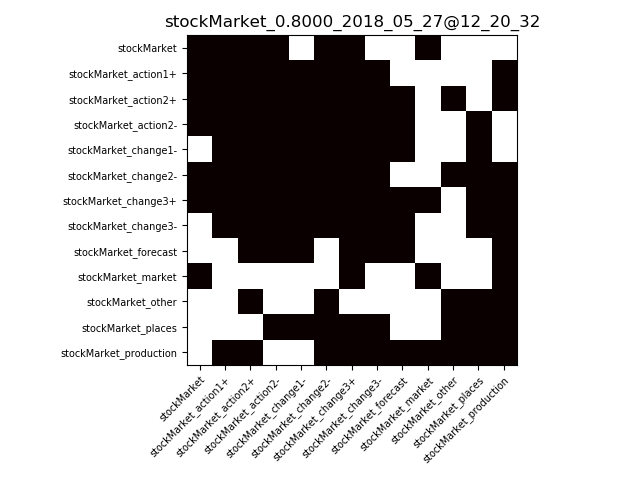 stockMarket_0.8000_2018_05_27@12_20_32
stockMarket
stockMarket_action1+
stockMarket_action2+
stockMarket_action2-
stockMarket_change1-
stockMarket_change2-
stockMarket_change3+
stockMarket_change3-
stockMarket_forecast
stockMarket_market
stockMarket_other
stockMarket_places
stockMarket_production
stockMarket
stockMarket_action1+
stockMarket_action2+
stockMarket_action2-
stockMarket_change1-
stockMarket_change2-
stockMarket_change3+
stockMarket_change3-
stockMarket_forecast
stockMarket_market
stockMarket_other
stockMarket_places
stockMarket_production